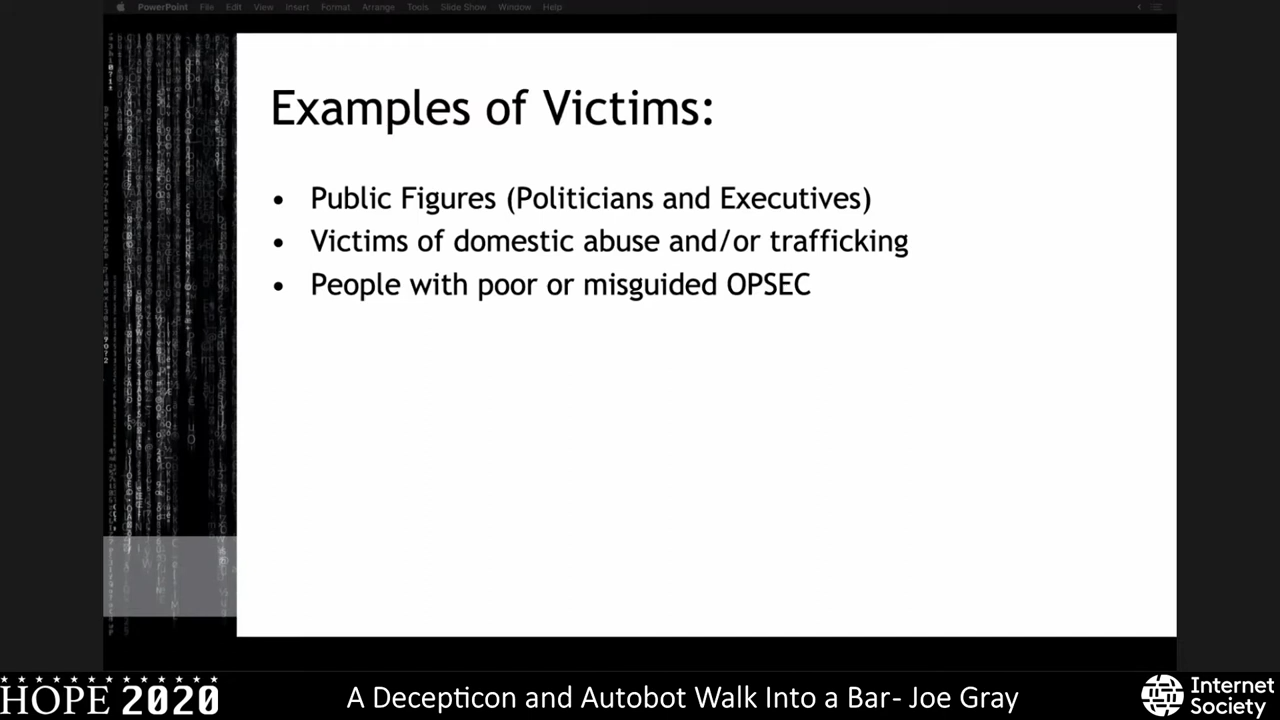 PowerPoint File Edit View Insert Format Arrange Tools Slide Show Window Help
Examples of Victims:
• Public Figures (Politicians and Executives)
• Victims of domestic abuse and/or trafficking
• People with poor or misguided OPSEC
HOPE 2020
A Decepticon and Autobot Walk Into a Bar- Joe Gray
Internet
Society